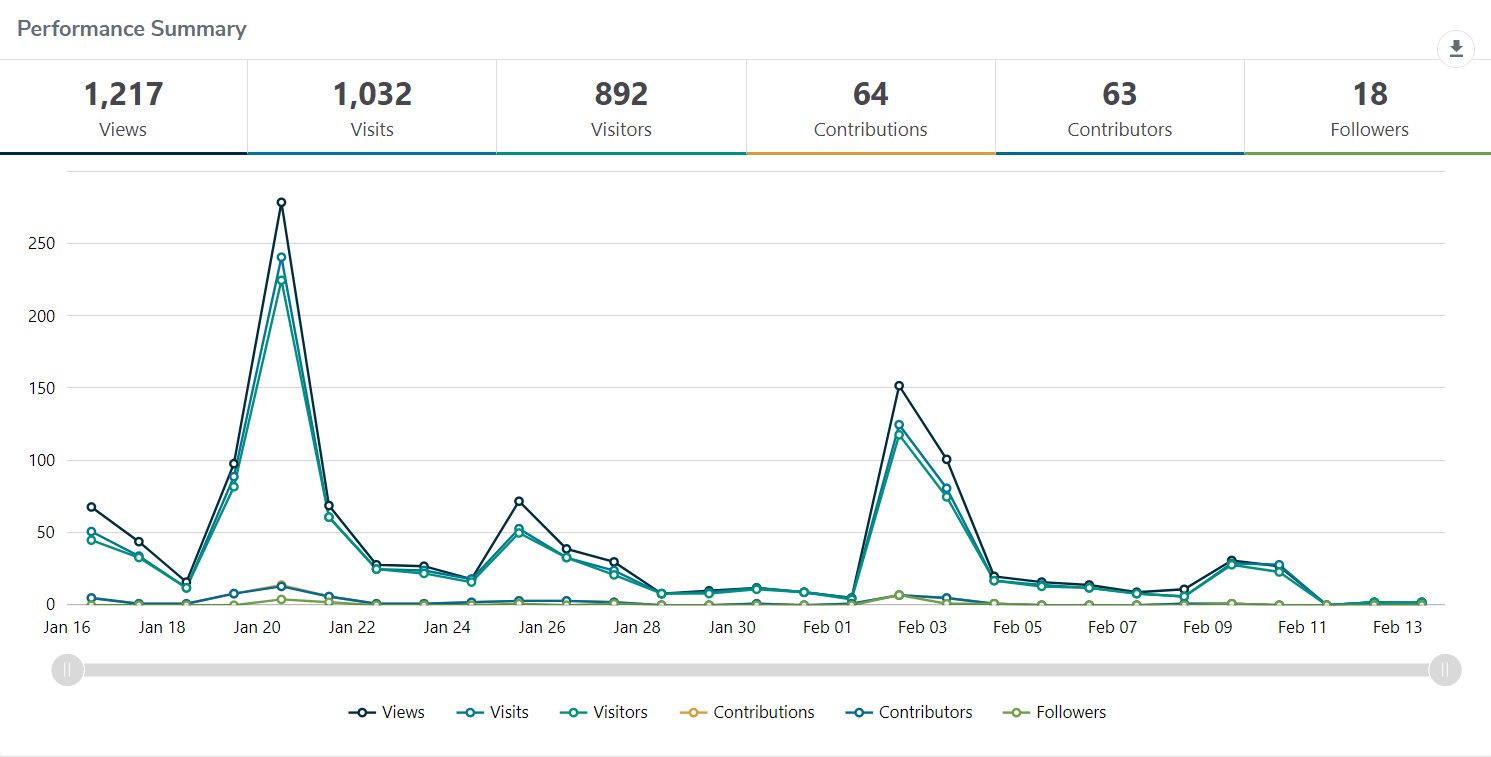 Performance Summary
1,217 1,032 892 64 63 18
Views Visits Visitors Contributions Contributors Followers
250
200
150
100
50
0
Jan 16 Jan 18 Jan 20 Jan 22 Jan 24 Jan 26 Jan 28 Jan 30 Feb 01 Feb 03 Feb 05 Feb 07 Feb 09 Feb 11 Feb 13
Views Visits Visitors Contributions Contributors Followers